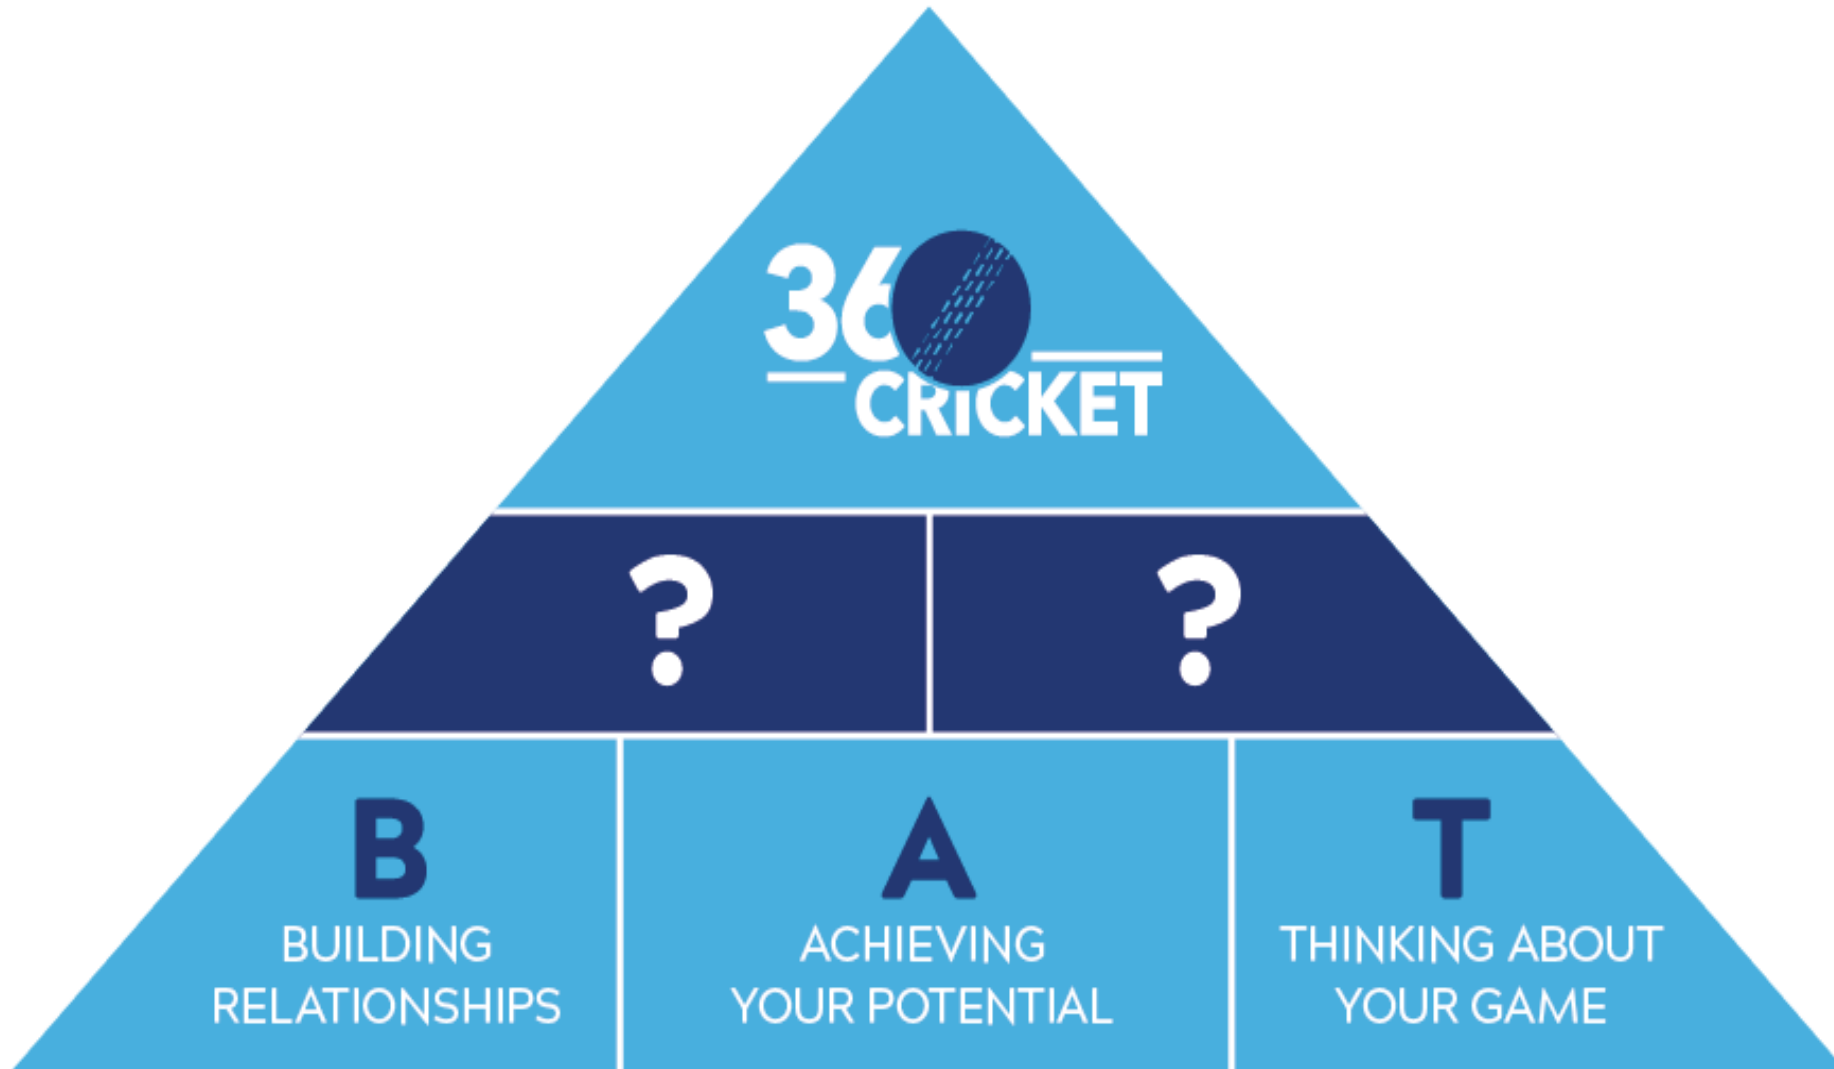 360
CRICKET
? ?
B A T
BUILDING
RELATIONSHIPS
ACHIEVING
YOUR POTENTIAL
THINKING ABOUT
YOUR GAME